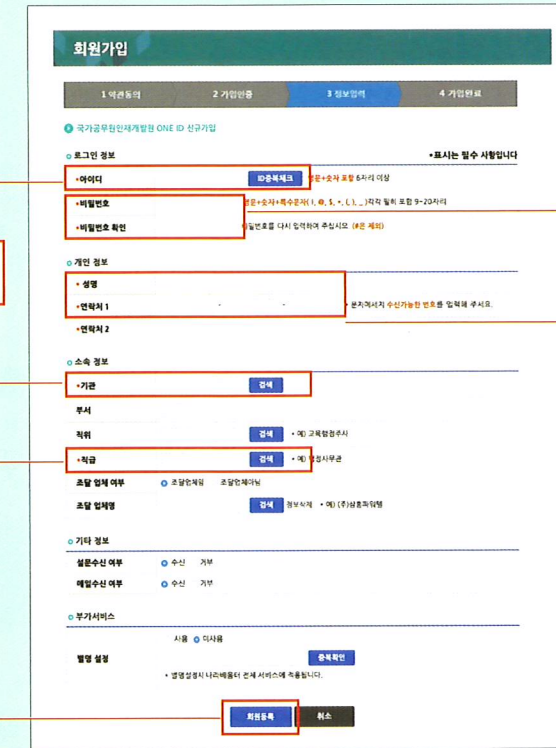 회원가입
1 약관동의 2 가입인증 3 정보입력 4 가입완료
국가공무원인재개발원 ONE ID 신규가입
로그인 정보 •표시는 필수 사항입니다
•아이디 ID중복체크 영문+숫자 포함 6자리 이상
•비밀번호 영문+숫자+특수문자( !, @, $, *, (, ), _ )각각 필히 포함 9~20자리
•비밀번호 확인 비밀번호를 다시 입력하여 주십시오 (#은 제외)
개인 정보
• 성명
•연락처 1 - - • 문자메시지 수신가능한 번호를 입력해 주세요.
•연락처 2
소속 정보
•기관 검색
부서
직위 검색 • 예) 교육행정주사
•직급 검색 • 예) 행정사무관
조달 업체 여부 조달업체임 조달업체아님
조달 업체명 검색 정보삭제 • 예) (주)삼흥파워텍
기타 정보
설문수신 여부 수신 거부
메일수신 여부 수신 거부
부가서비스
사용 미사용
별명 설정 중복확인
• 별명설정시 나라배움터 전체 서비스에 적용됩니다.
회원등록 취소